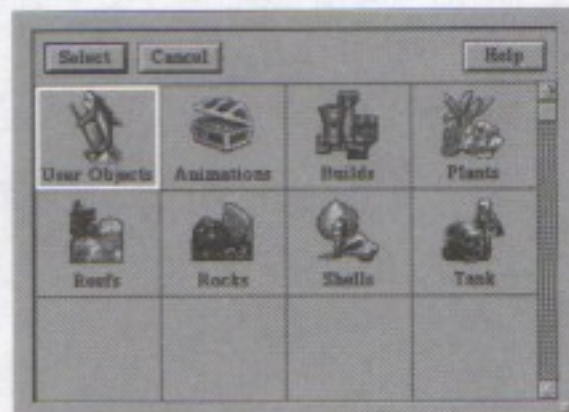 Select Cancel Help
User Objects Animations Builds Plants
Reefs Rocks Shells Tank